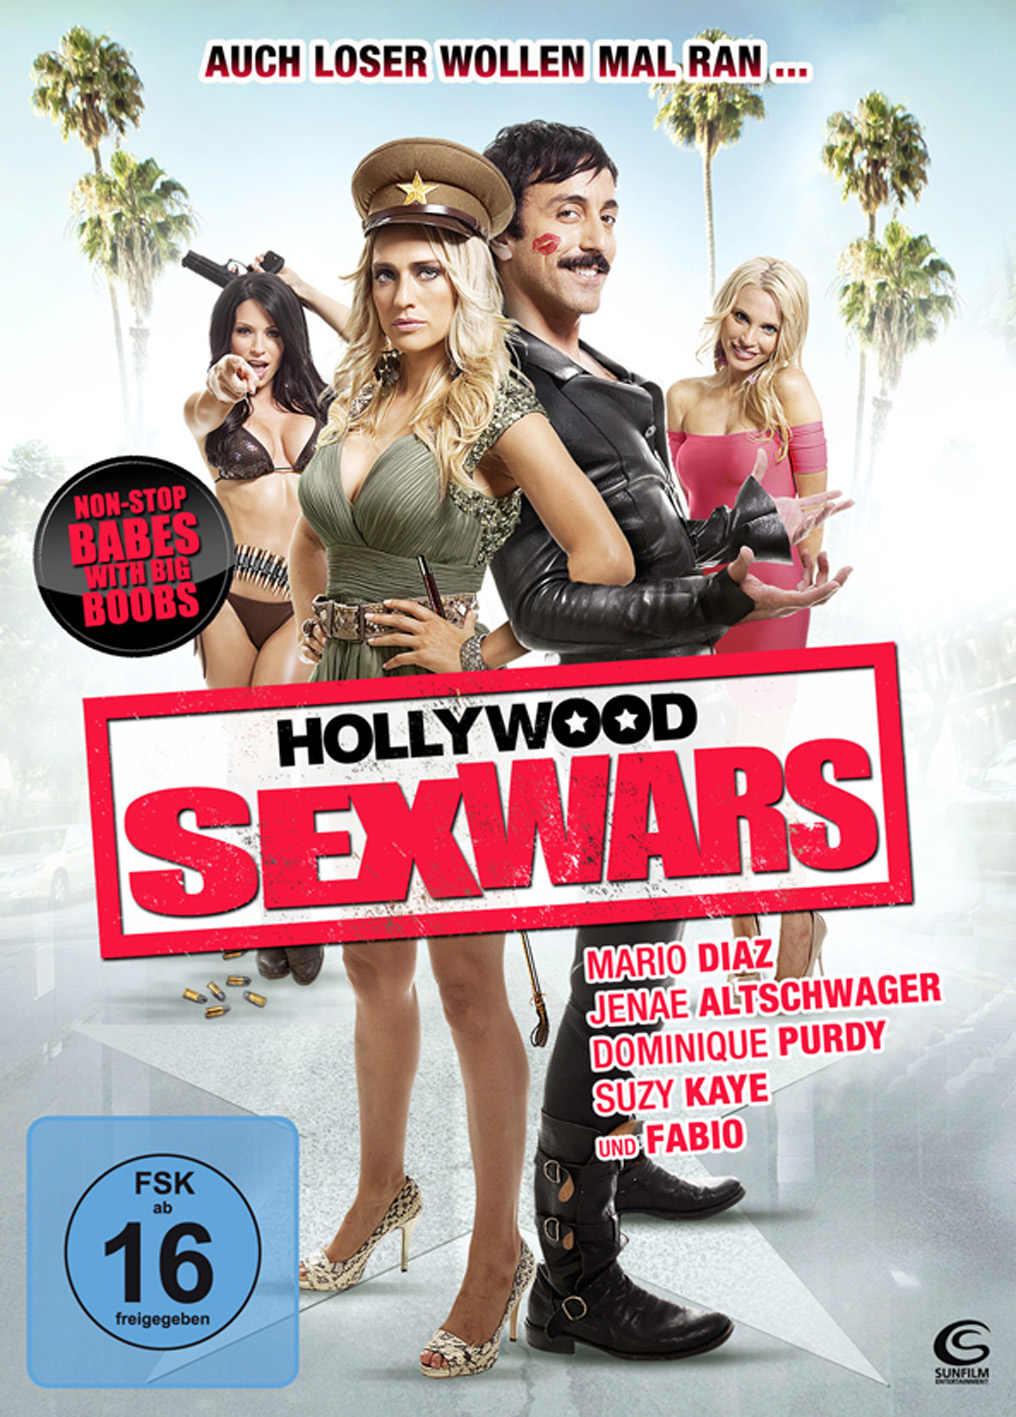 AUCH LOSER WOLLEN MAL RAN ...
NON-STOP
BABES
WITH BIG
BOOBS
HOLLYWOOD
SEXWARS
MARIO DIAZ
JENAE ALTSCHWAGER
DOMINIQUE PURDY
SUZY KAYE
UND FABIO
FSK
ab
16
freigegeben
SUNFILM
ENTERTAINMENT